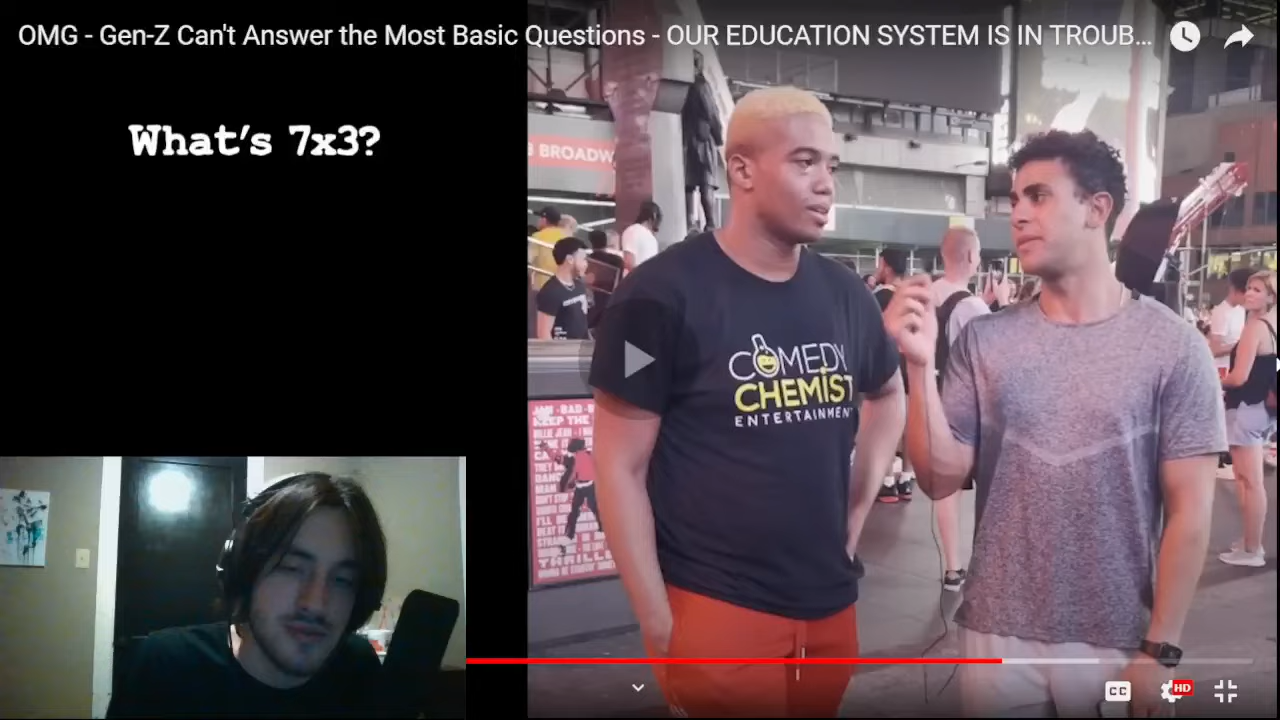 OMG - Gen-Z Can't Answer the Most Basic Questions - OUR EDUCATION SYSTEM IS IN TROUB...
What's 7x3?
BROADW
COMEDY
CHEMIST
ENTERTAINMENT
THRILLE
CC
HD